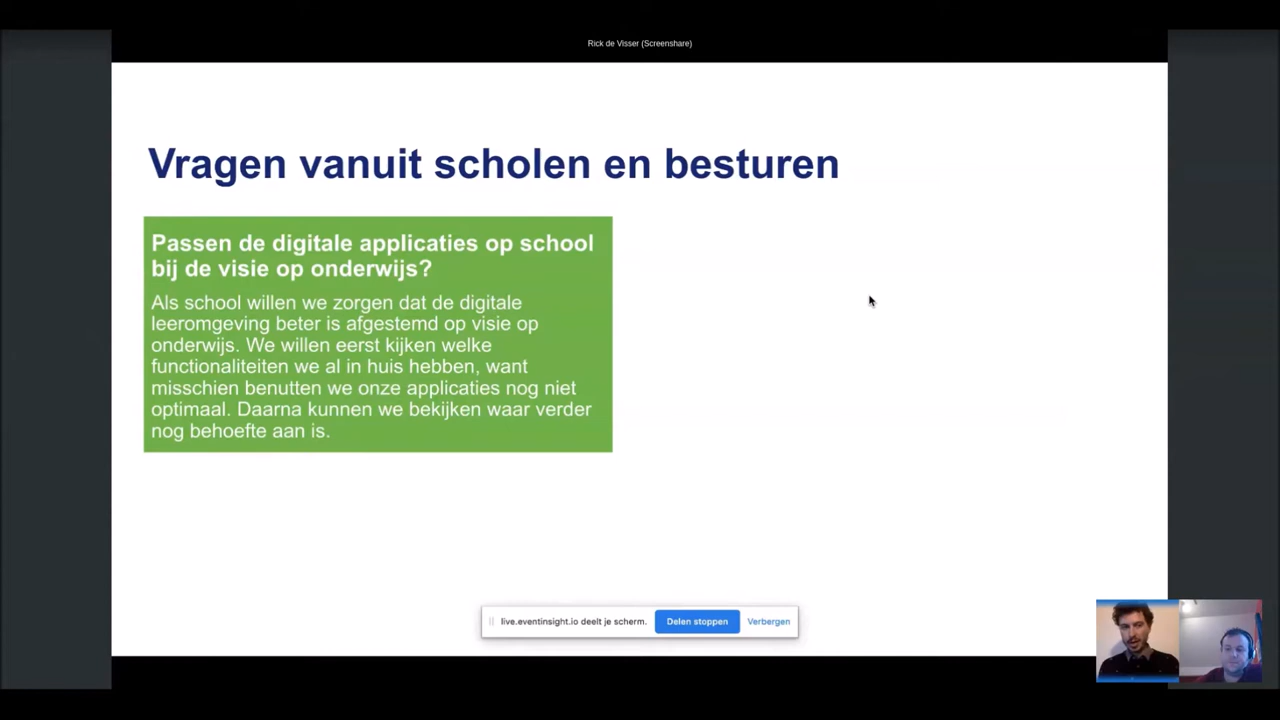 Rick de Visser (Screenshare)
Vragen vanuit scholen en besturen
Passen de digitale applicaties op school
bij de visie op onderwijs?
Als school willen we zorgen dat de digitale
leeromgeving beter is afgestemd op visie op
onderwijs. We willen eerst kijken welke
functionaliteiten we al in huis hebben, want
misschien benutten we onze applicaties nog niet
optimaal. Daarna kunnen we bekijken waar verder
nog behoefte aan is.
live.eventinsight.io deelt je scherm. Delen stoppen Verbergen